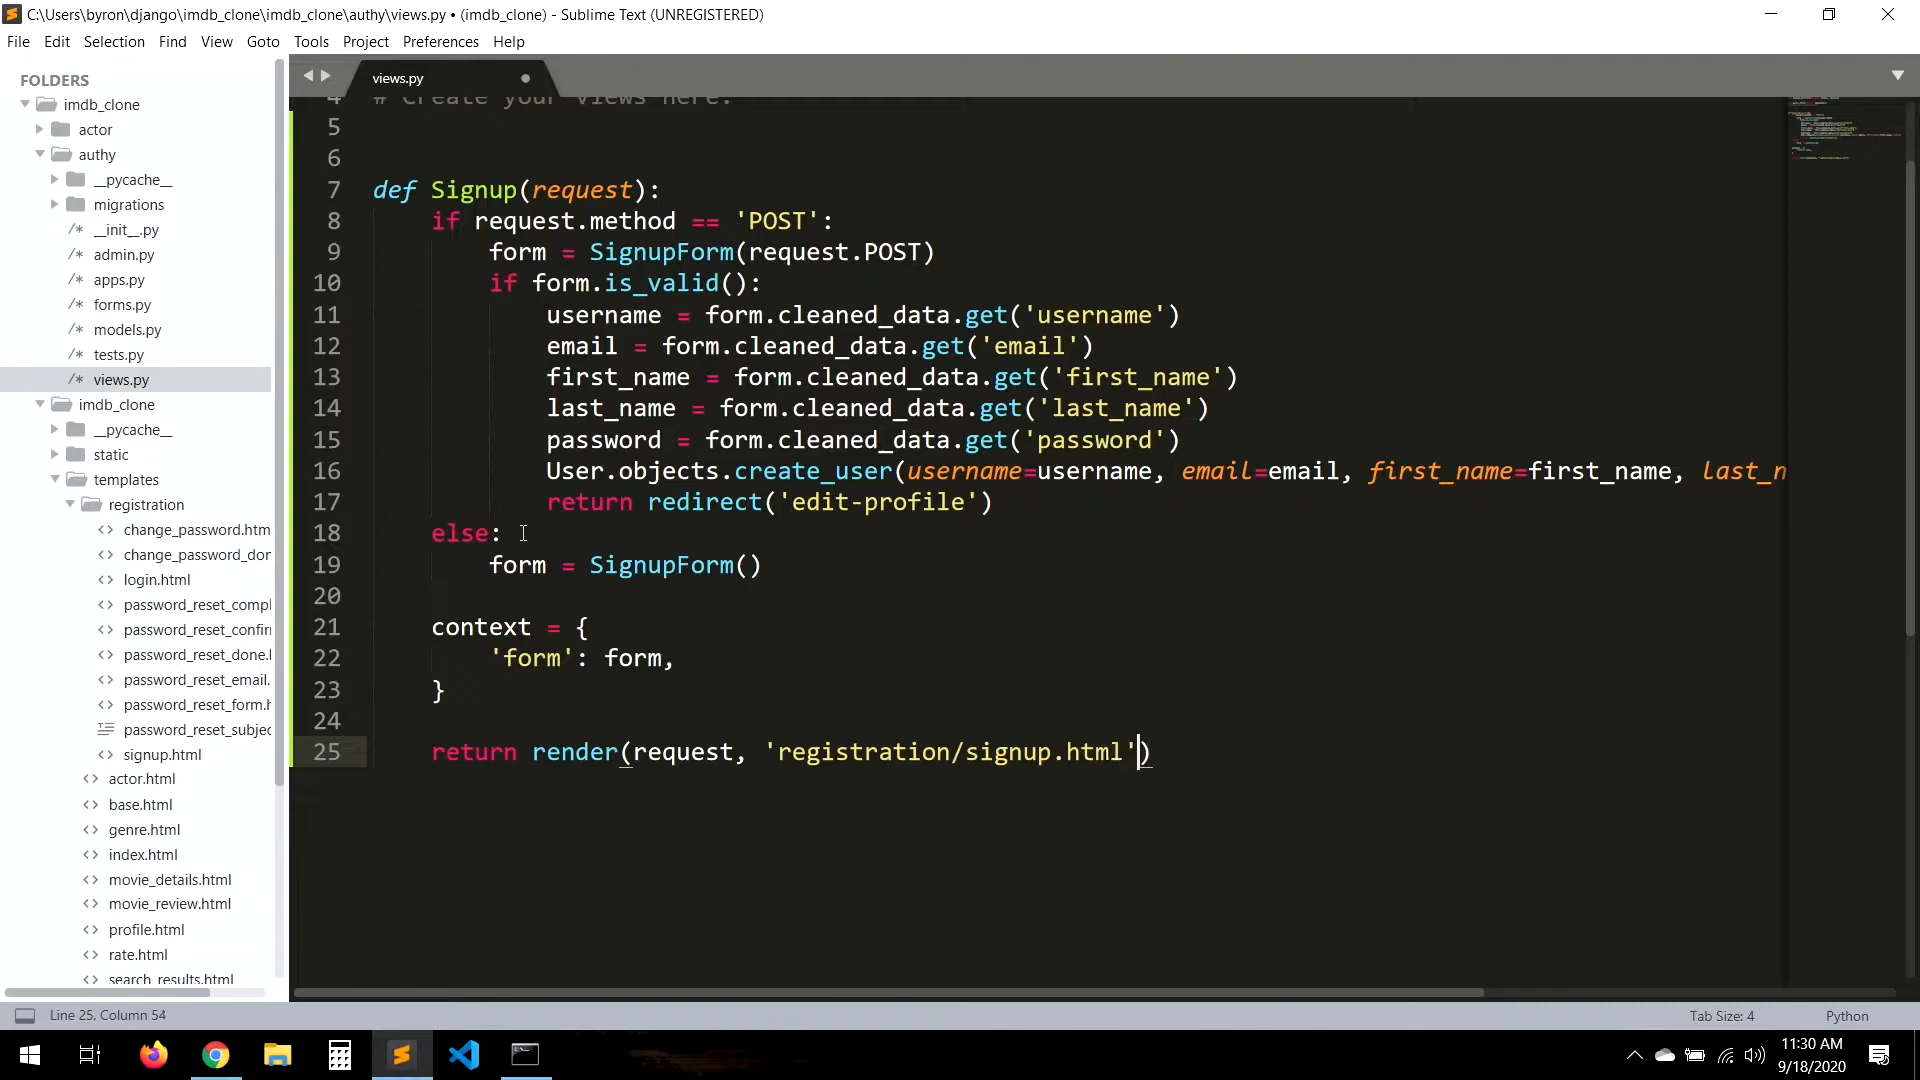 C:\Users\byron\django\imdb_clone\imdb_clone\authy\views.py • (imdb_clone) - Sublime Text (UNREGISTERED)
File Edit Selection Find View Goto Tools Project Preferences Help
FOLDERS
imdb_clone
actor
authy
__pycache__
migrations
/* __init__.py
/* admin.py
/* apps.py
/* forms.py
/* models.py
/* tests.py
/* views.py
imdb_clone
__pycache__
static
templates
registration
<> change_password.htm
<> change_password_dor
<> login.html
<> password_reset_compl
<> password_reset_confir
<> password_reset_done.l
<> password_reset_email.
<> password_reset_form.h
password_reset_subjec
<> signup.html
<> actor.html
<> base.html
<> genre.html
<> index.html
<> movie_details.html
<> movie_review.html
<> profile.html
<> rate.html
<> search_results.html
views.py
4 # Create your views here.
5
6
7 def Signup(request):
8 if request.method == 'POST':
9 form = SignupForm(request.POST)
10 if form.is_valid():
11 username = form.cleaned_data.get('username')
12 email = form.cleaned_data.get('email')
13 first_name = form.cleaned_data.get('first_name')
14 last_name = form.cleaned_data.get('last_name')
15 password = form.cleaned_data.get('password')
16 User.objects.create_user(username=username, email=email, first_name=first_name, last_n
17 return redirect('edit-profile')
18 else:
19 form = SignupForm()
20
21 context = {
22 'form': form,
23 }
24
25 return render(request, 'registration/signup.html')
Line 25, Column 54
Tab Size: 4
Python
11:30 AM
9/18/2020